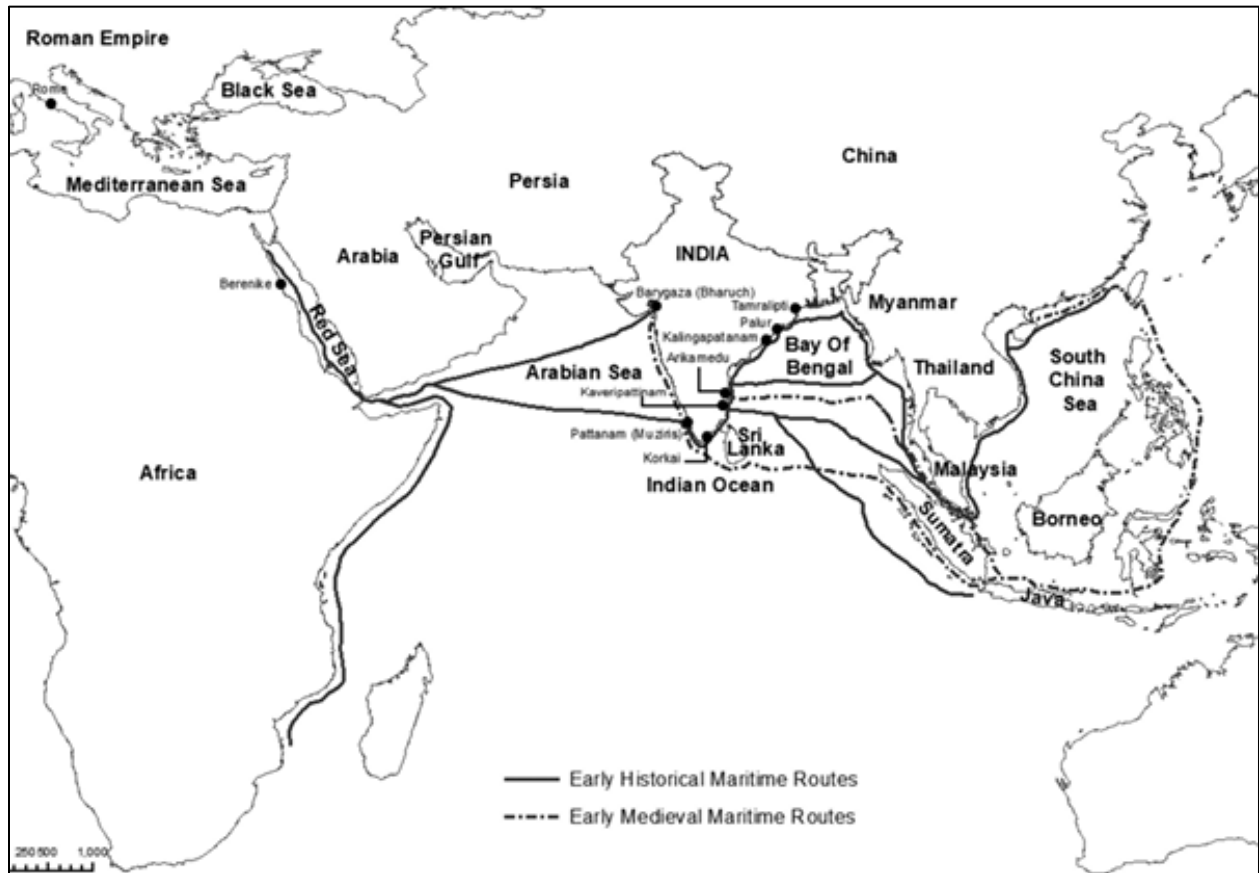 Roman Empire
Rome
Black Sea
Mediterranean Sea
China
Persia
Arabia
Persian
Gulf
INDIA
Berenike
Red Sea
Barygaza (Bharuch)
Tamralipti
Myanmar
Palur
Kalingapatanam
Bay Of
Bengal
Arikamedu
Thailand
South
China
Sea
Arabian Sea
Kaveripattinam
Pattanam (Muziris)
Sri
Lanka
Korkai
Malaysia
Africa
Indian Ocean
Sumatra
Borneo
Java
Early Historical Maritime Routes
Early Medieval Maritime Routes
250 500 1,000